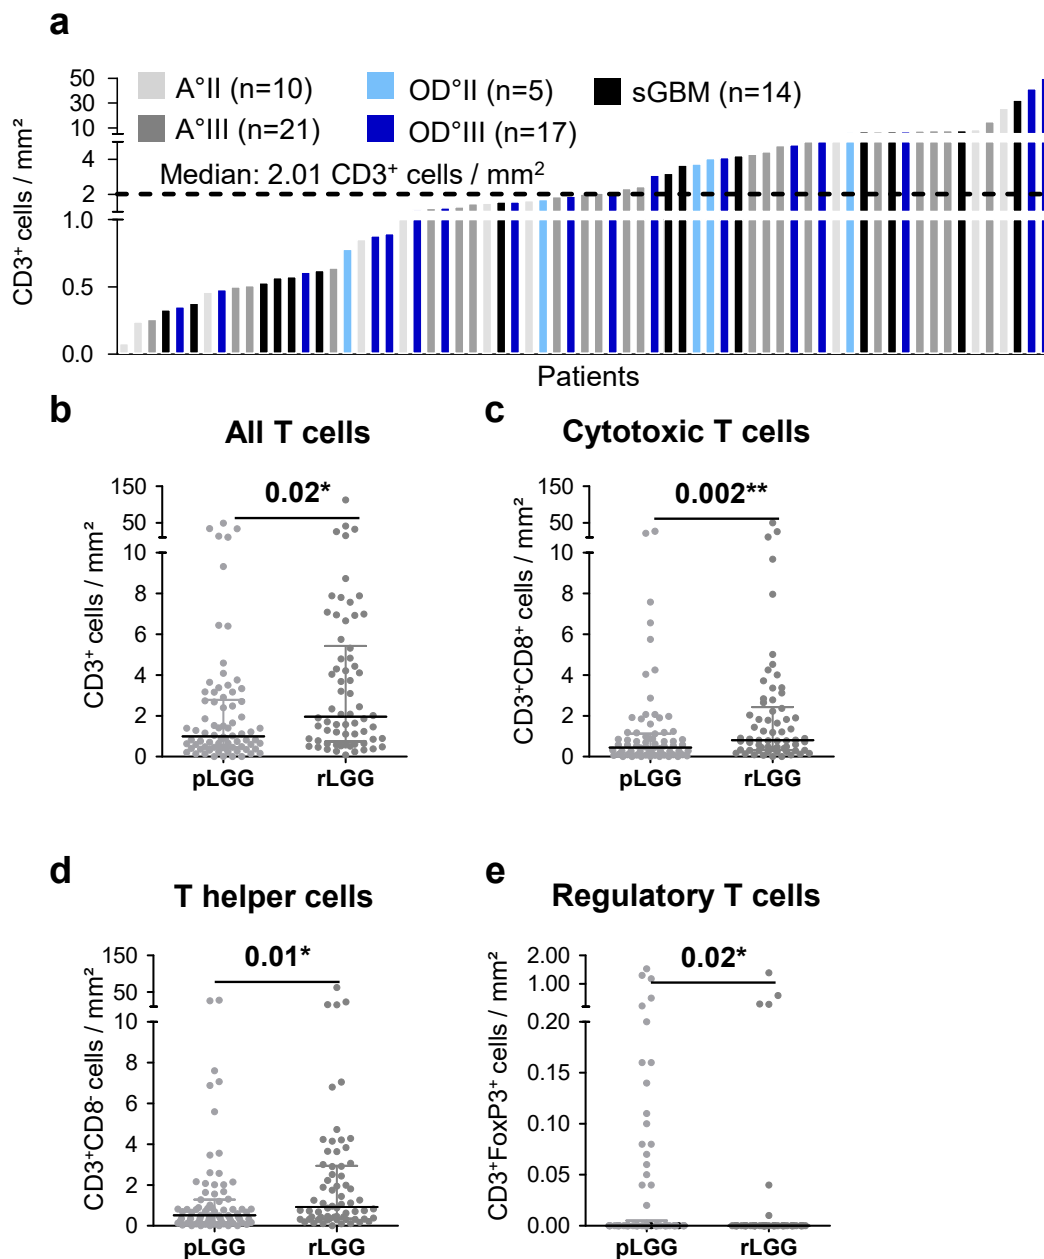 a
50
30
10
4
2
1.0
0.5
0.0
CD3⁺ cells / mm²
A°II (n=10)
OD°II (n=5)
sGBM (n=14)
A°III (n=21)
OD°III (n=17)
Median: 2.01 CD3⁺ cells / mm²
Patients
b
All T cells
0.02*
150
50
10
8
6
4
2
0
CD3⁺ cells / mm²
pLGG
rLGG
c
Cytotoxic T cells
0.002**
150
50
10
8
6
4
2
0
CD3⁺CD8⁺ cells / mm²
pLGG
rLGG
d
T helper cells
0.01*
150
50
10
8
6
4
2
0
CD3⁺CD8⁻ cells / mm²
pLGG
rLGG
e
Regulatory T cells
0.02*
2.00
1.00
0.20
0.15
0.10
0.05
0.00
CD3⁺FoxP3⁺ cells / mm²
pLGG
rLGG